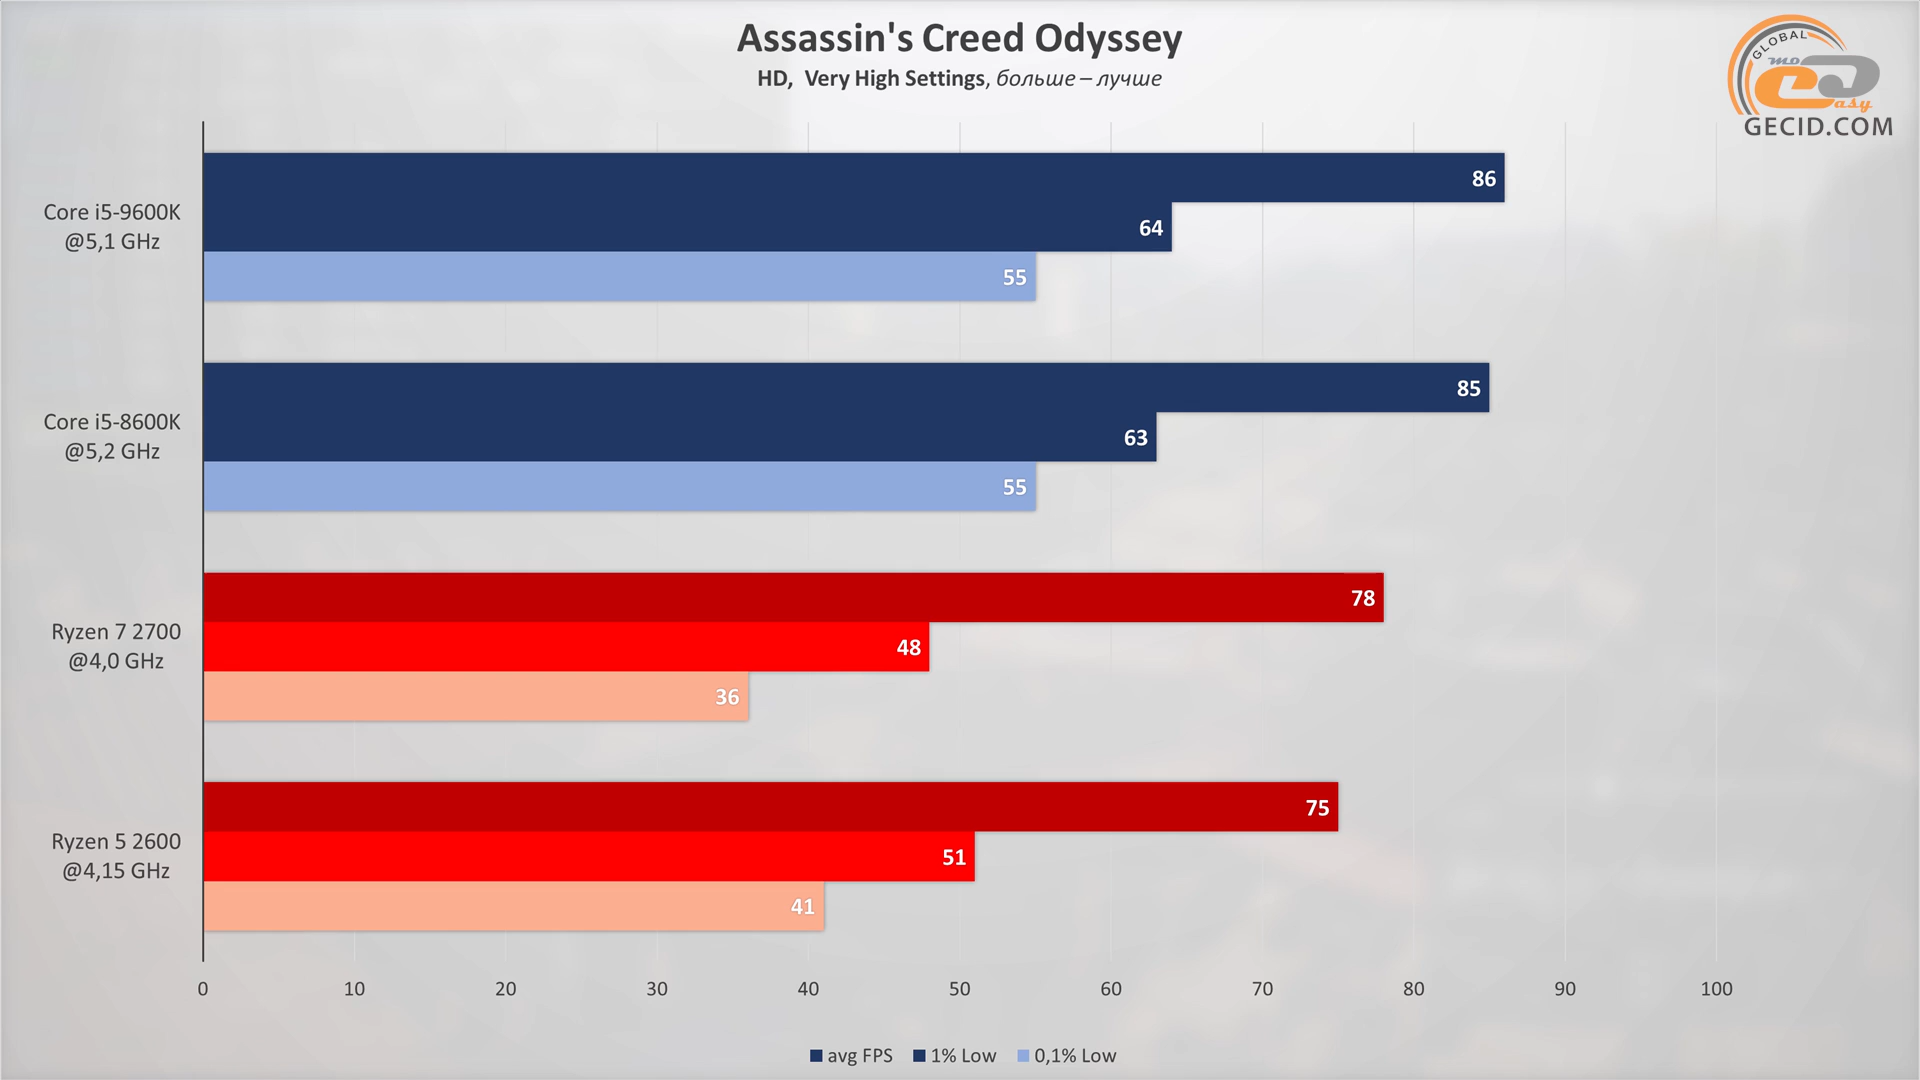 Assassin's Creed Odyssey
HD, Very High Settings, больше – лучше
GLOBAL
mo
easy
GECID.COM
Core i5-9600K
@5,1 GHz
86
64
55
Core i5-8600K
@5,2 GHz
85
63
55
Ryzen 7 2700
@4,0 GHz
78
48
36
Ryzen 5 2600
@4,15 GHz
75
51
41
0 10 20 30 40 50 60 70 80 90 100
avg FPS 1% Low 0,1% Low